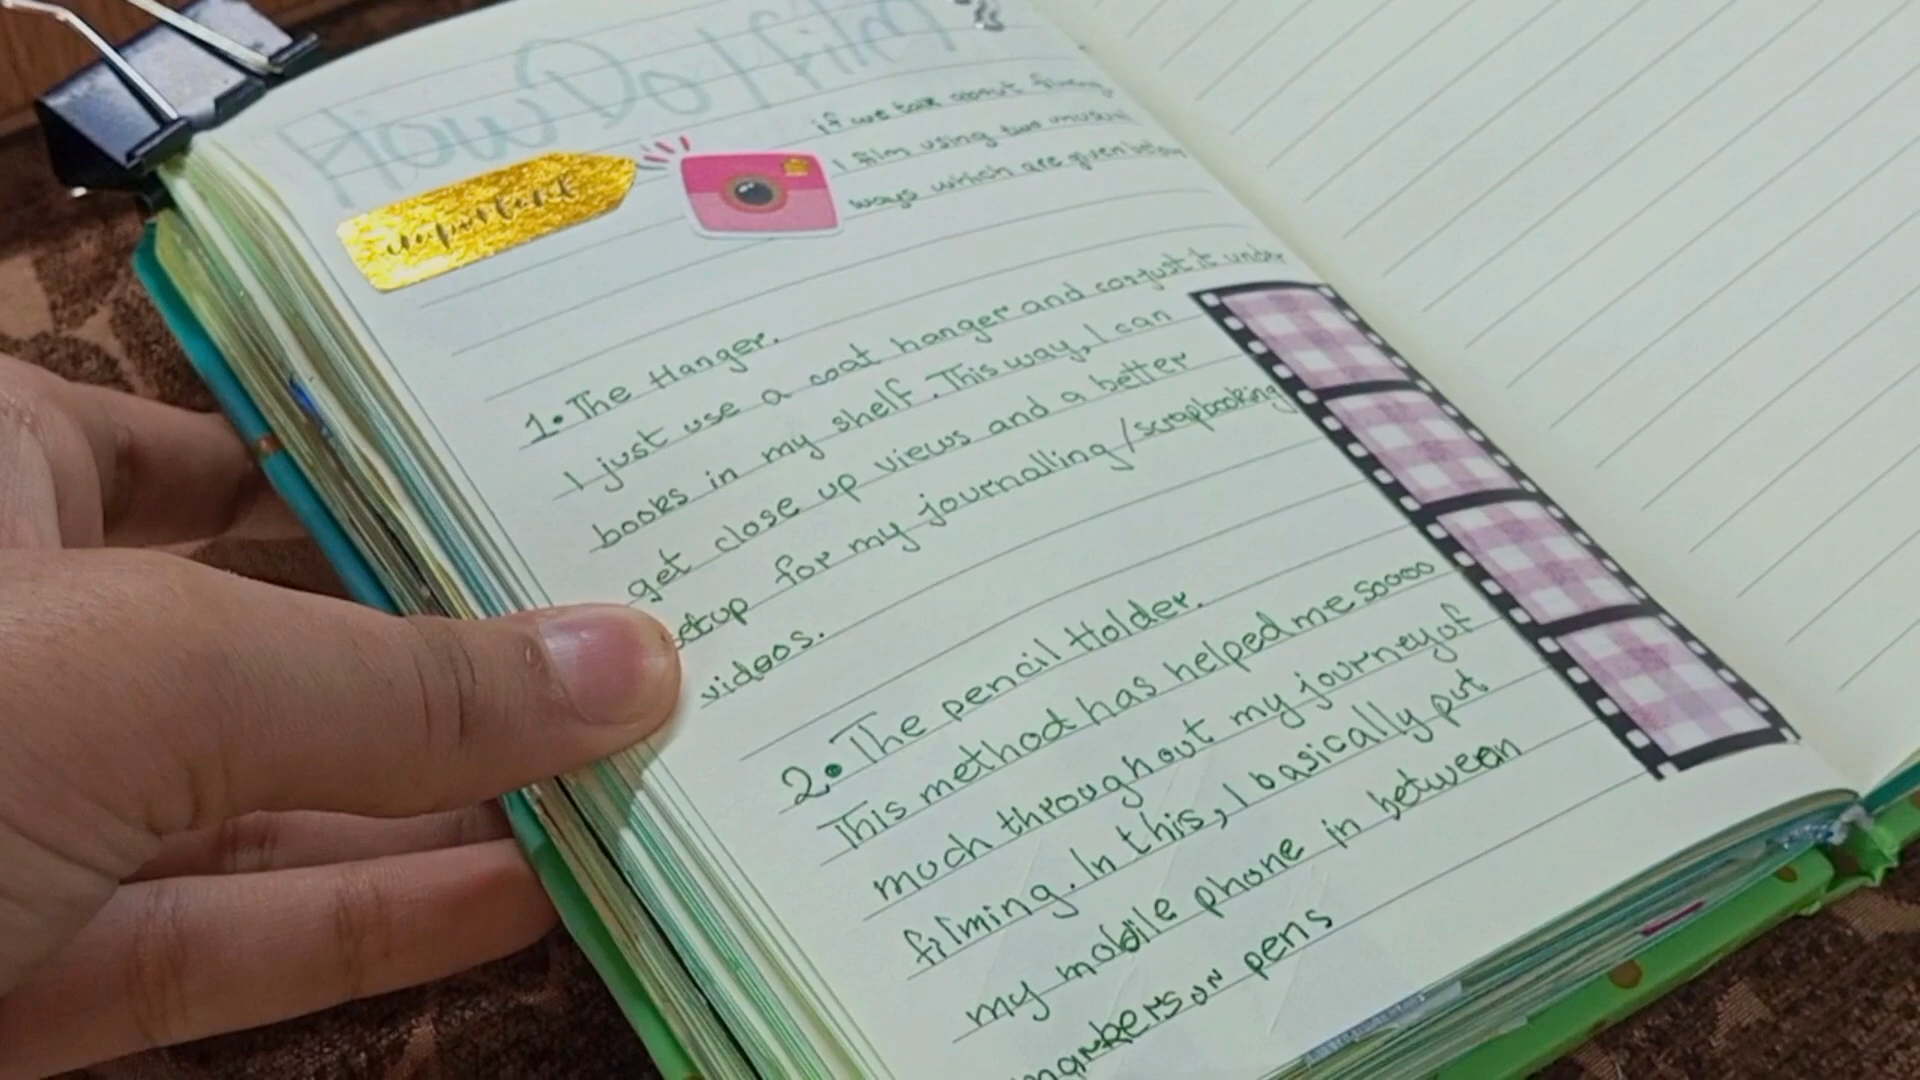 How Do I Film
important
if we talk about filming
I film using two unusual
ways which are given below
1. The Hanger.
I just use a coat hanger and conjust it under
books in my shelf. This way, I can
get close up views and a better
setup for my journalling/scrapbooking
videos.
2. The pencil Holder.
This method has helped me soooo
much throughout my journey of
filming. In this, I basically put
my mobile phone in between
markers or pens